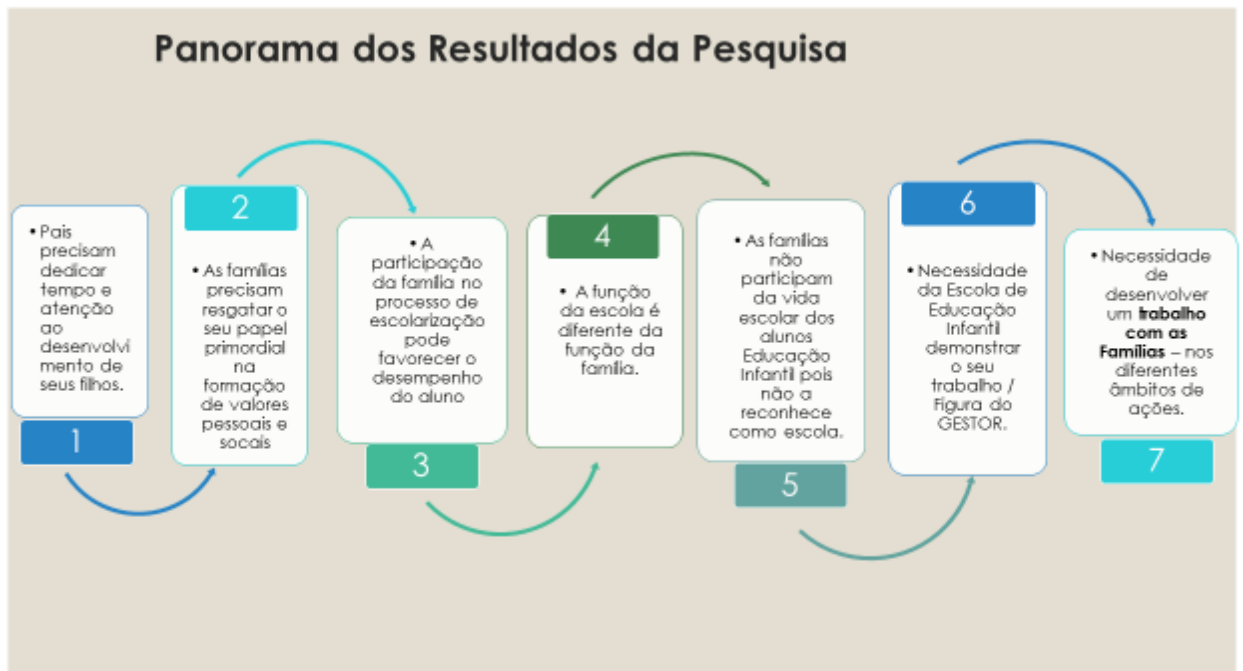 Panorama dos Resultados da Pesquisa
• Pais
precisam
dedicar
tempo e
atenção
ao
desenvolvi
mento de
seus filhos.
1
2
• As famílias
precisam
resgatar o
seu papel
primordial
na
formação
de valores
pessoais e
socais
• A
participação
da família no
processo de
escolarização
pode
favorecer o
desempenho
do aluno
3
4
• A função
da escola é
diferente da
função da
família.
• As famílias
não
participam
da vida
escolar dos
alunos
Educação
Infantil pois
não a
reconhece
como escola.
5
6
• Necessidade
da Escola de
Educação
Infantil
demonstrar
o seu
trabalho /
Figura do
GESTOR.
• Necessidade
de
desenvolver
um trabalho
com as
Famílias – nos
diferentes
âmbitos de
ações.
7